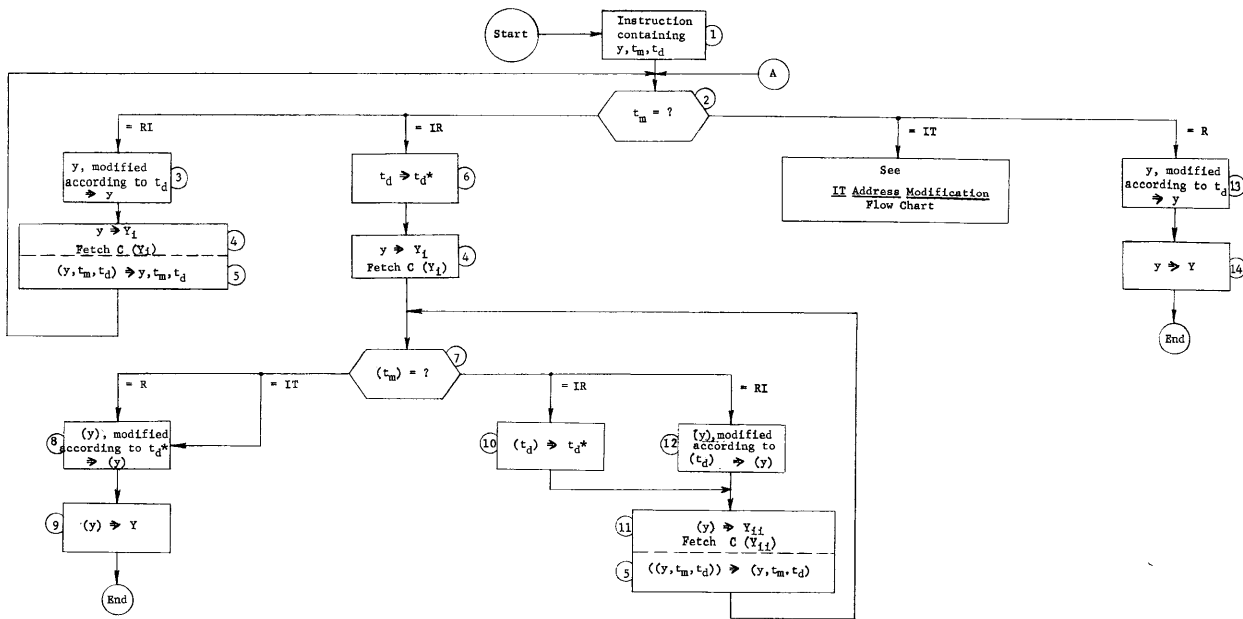 Start
Instruction
containing
y, tm, td
1
A
tm = ?
2
= RI
= IR
= IT
= R
y, modified
according to td
⇒ y
3
td ⇒ td*
6
See
IT Address Modification
Flow Chart
y, modified
according to td
⇒ y
13
y ⇒ Yi
Fetch C (Yi)
4
(y, tm, td) ⇒ y, tm, td
5
y ⇒ Yi
Fetch C (Yi)
4
y ⇒ Y
14
End
(tm) = ?
7
= R
= IT
= IR
= RI
8
(y), modified
according to td*
⇒ (y)
10
(td) ⇒ td*
12
(y), modified
according to
(td) ⇒ (y)
9
(y) ⇒ Y
11
(y) ⇒ Yii
Fetch C (Yii)
5
((y, tm, td)) ⇒ (y, tm, td)
End